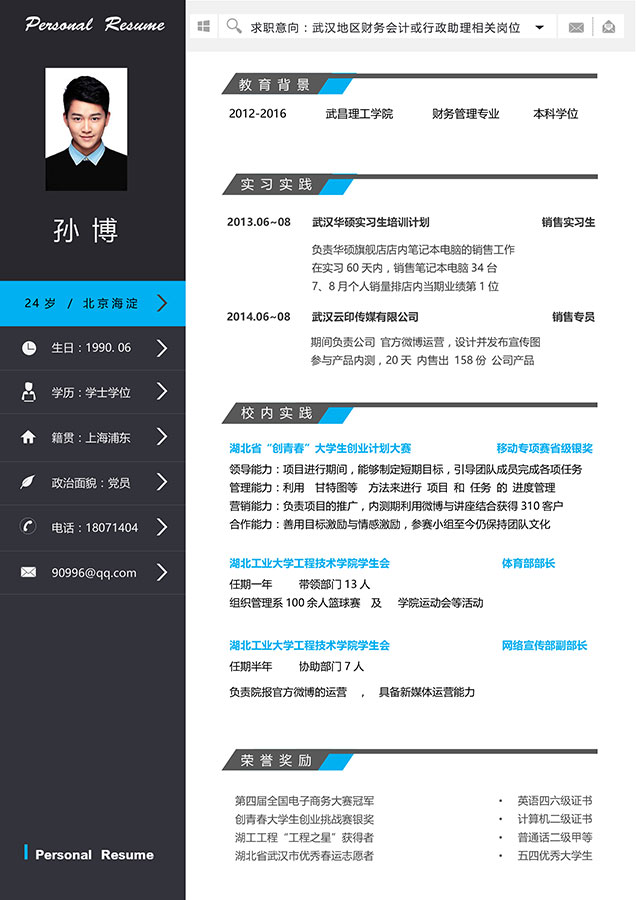 Personal Resume
求职意向：武汉地区财务会计或行政助理相关岗位
孙 博
24 岁 / 北京海淀
生日：1990. 06
学历：学士学位
籍贯：上海浦东
政治面貌：党员
电话：18071404
90996@qq.com
Personal Resume
教育背景
2012-2016 武昌理工学院 财务管理专业 本科学位
实习实践
2013.06~08 武汉华硕实习生培训计划 销售实习生
负责华硕旗舰店店内笔记本电脑的销售工作
在实习 60 天内，销售笔记本电脑 34 台
7、8 月个人销量排店内当期业绩第 1 位
2014.06~08 武汉云印传媒有限公司 销售专员
期间负责公司 官方微博运营，设计并发布宣传图
参与产品内测，20 天 内售出 158 份 公司产品
校内实践
湖北省“创青春”大学生创业计划大赛 移动专项赛省级银奖
领导能力：项目进行期间，能够制定短期目标，引导团队成员完成各项任务
管理能力：利用 甘特图等 方法来进行 项目 和 任务 的 进度管理
营销能力：负责项目的推广，内测期利用微博与讲座结合获得 310 客户
合作能力：善用目标激励与情感激励，参赛小组至今仍保持团队文化
湖北工业大学工程技术学院学生会 体育部部长
任期一年 带领部门 13 人
组织管理系 100 余人篮球赛 及 学院运动会等活动
湖北工业大学工程技术学院学生会 网络宣传部副部长
任期半年 协助部门 7 人
负责院报官方微博的运营 ， 具备新媒体运营能力
荣誉奖励
第四届全国电子商务大赛冠军 • 英语四六级证书
创青春大学生创业挑战赛银奖 • 计算机二级证书
湖工工程“工程之星”获得者 • 普通话二级甲等
湖北省武汉市优秀春运志愿者 • 五四优秀大学生